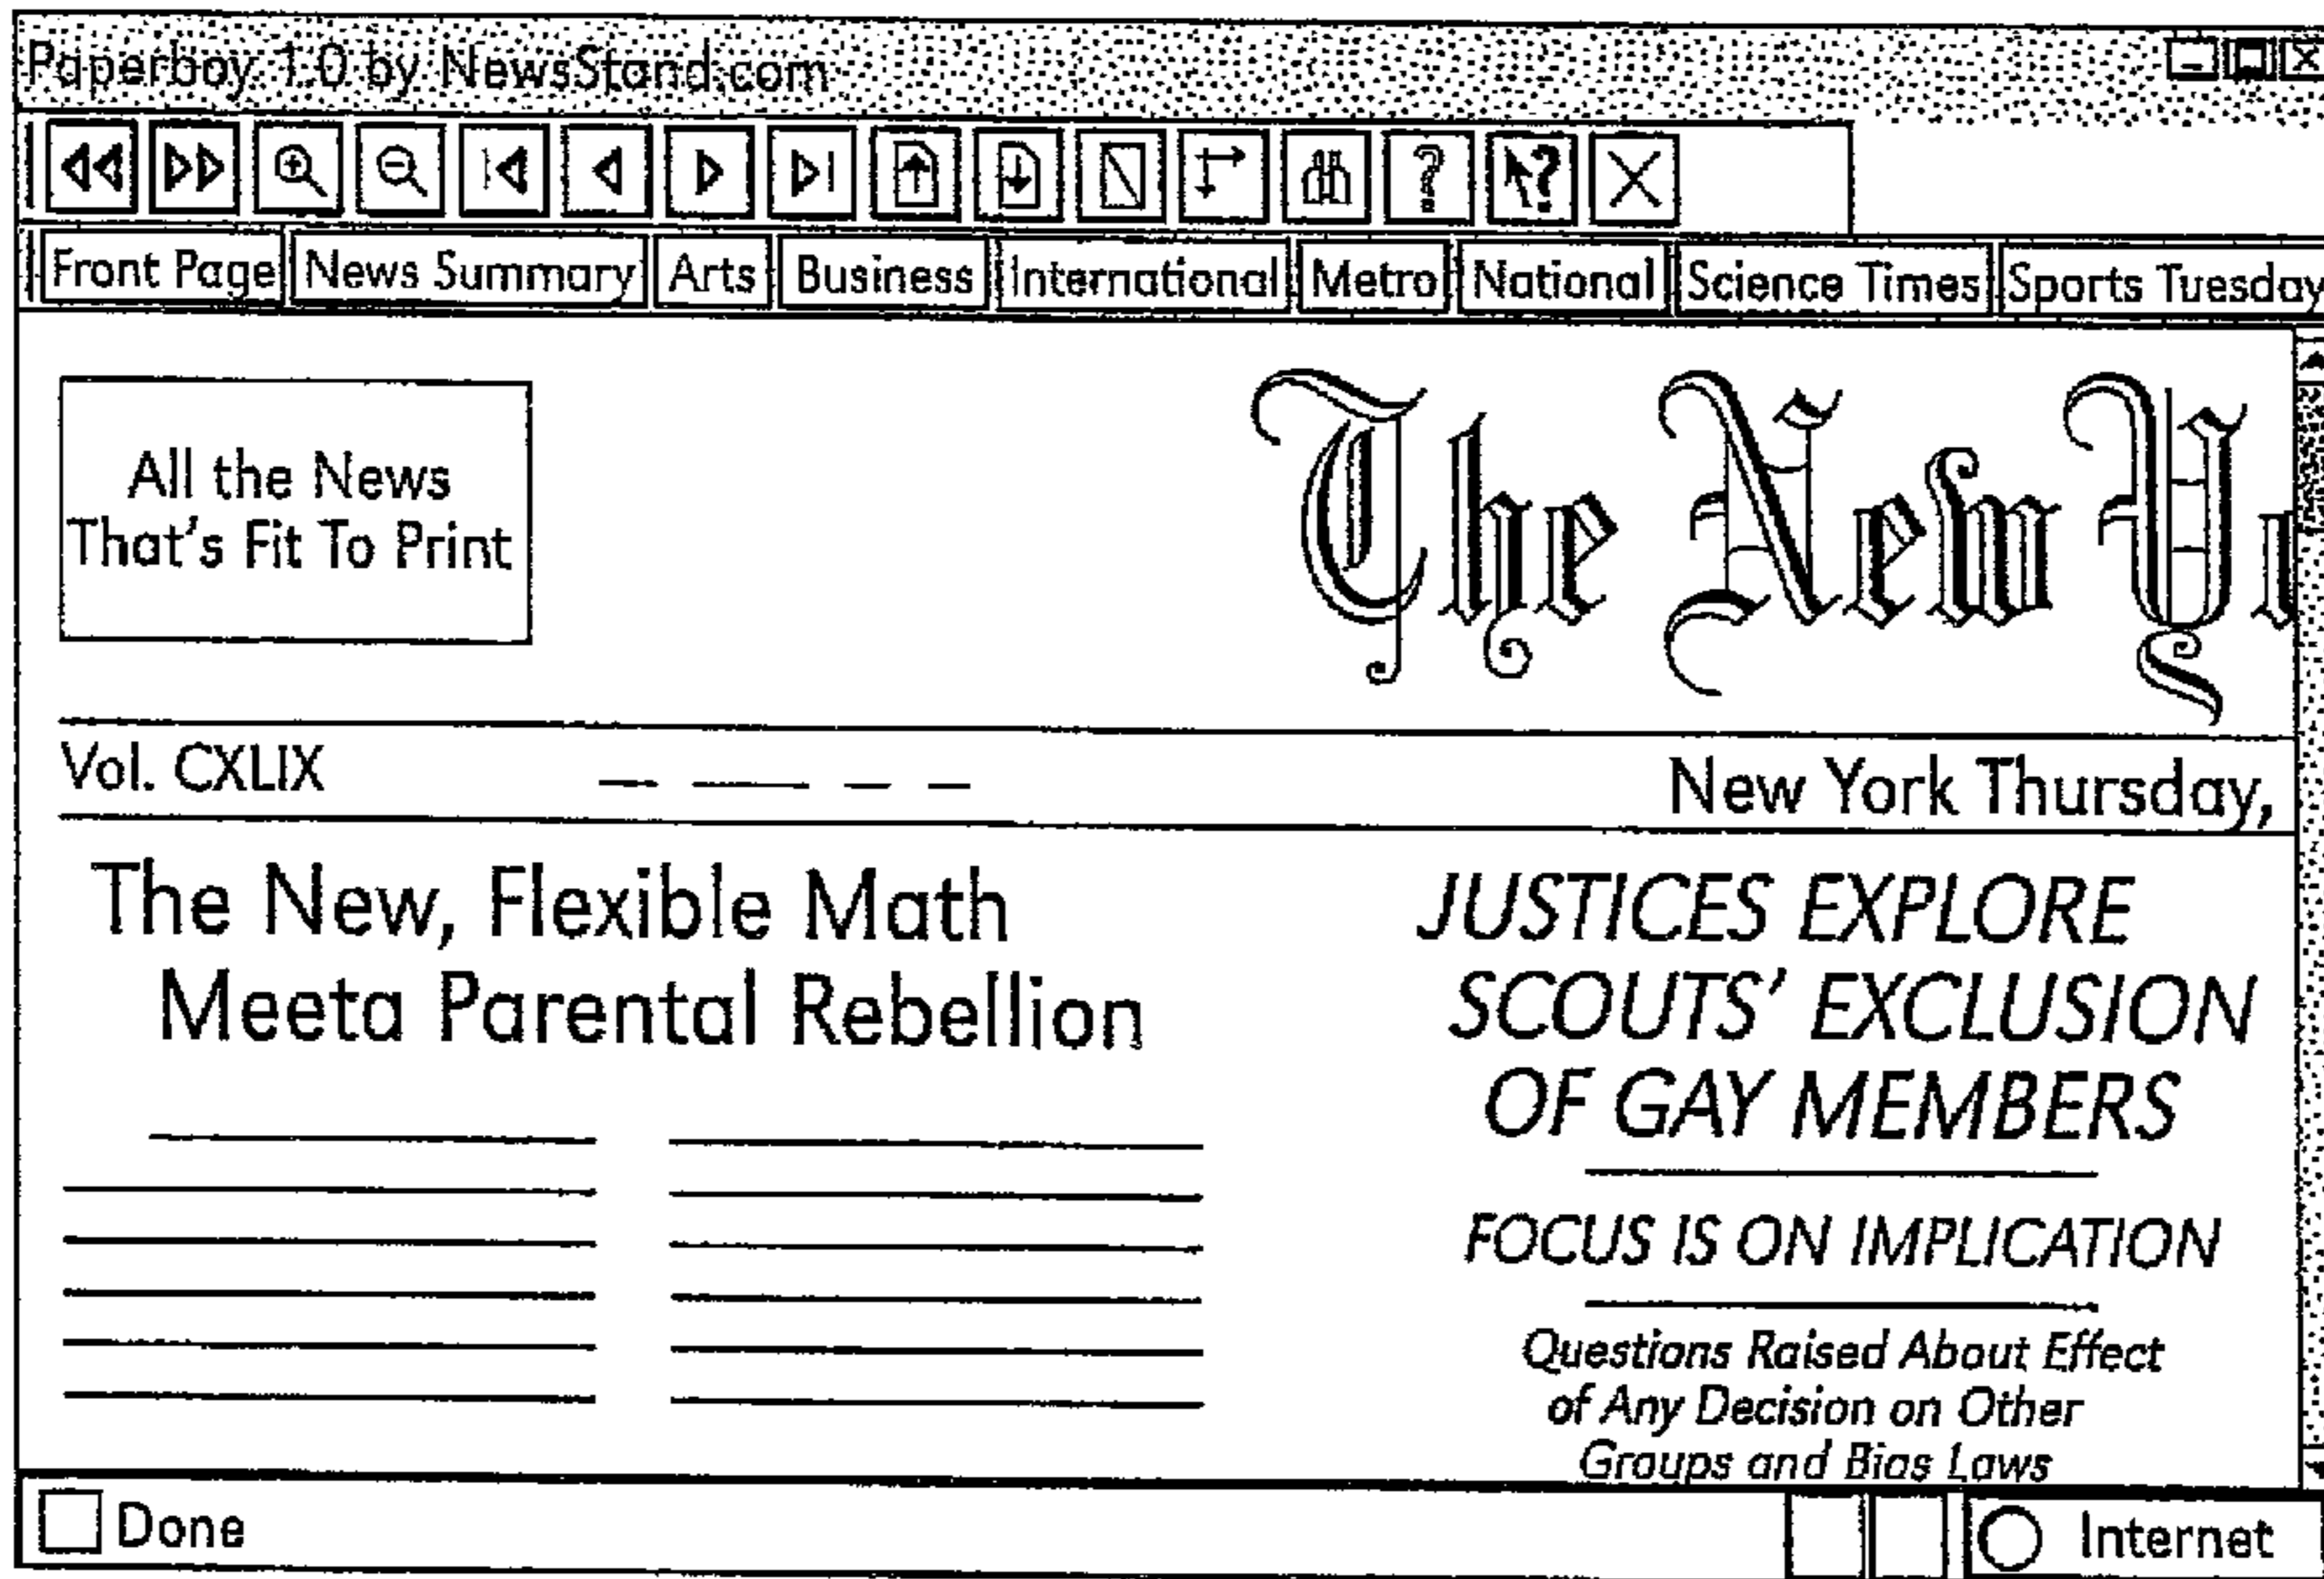 Paperboy 1.0 by NewsStand.com
Front Page News Summary Arts Business International Metro National Science Times Sports Tuesday
All the News
That's Fit To Print
The New Yo
Vol. CXLIX
New York Thursday,
The New, Flexible Math
Meeta Parental Rebellion
JUSTICES EXPLORE
SCOUTS' EXCLUSION
OF GAY MEMBERS
FOCUS IS ON IMPLICATION
Questions Raised About Effect
of Any Decision on Other
Groups and Bias Laws
Done
Internet